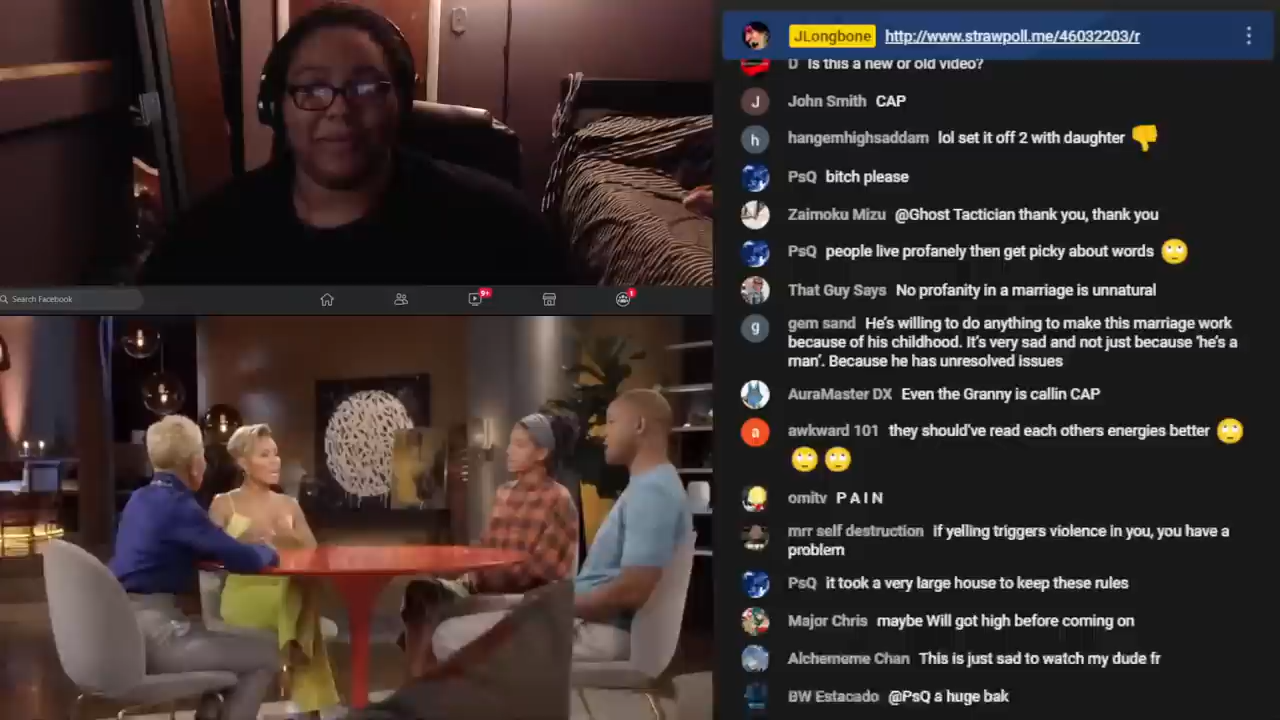 JLongbone http://www.strawpoll.me/46032203/r
D Is this a new or old video?
J John Smith CAP
h hangemhighsaddam lol set it off 2 with daughter 👎
PsQ bitch please
Zaimoku Mizu @Ghost Tactician thank you, thank you
PsQ people live profanely then get picky about words 🙄
That Guy Says No profanity in a marriage is unnatural
g gem sand He's willing to do anything to make this marriage work
because of his childhood. It's very sad and not just because 'he's a
man'. Because he has unresolved issues
AuraMaster DX Even the Granny is callin CAP
a awkward 101 they should've read each others energies better 🙄
🙄 🙄
omitv P A I N
mrr self destruction if yelling triggers violence in you, you have a
problem
PsQ it took a very large house to keep these rules
Major Chris maybe Will got high before coming on
Alchememe Chan This is just sad to watch my dude fr
BW Estacado @PsQ a huge bak
Search Facebook
9+
1